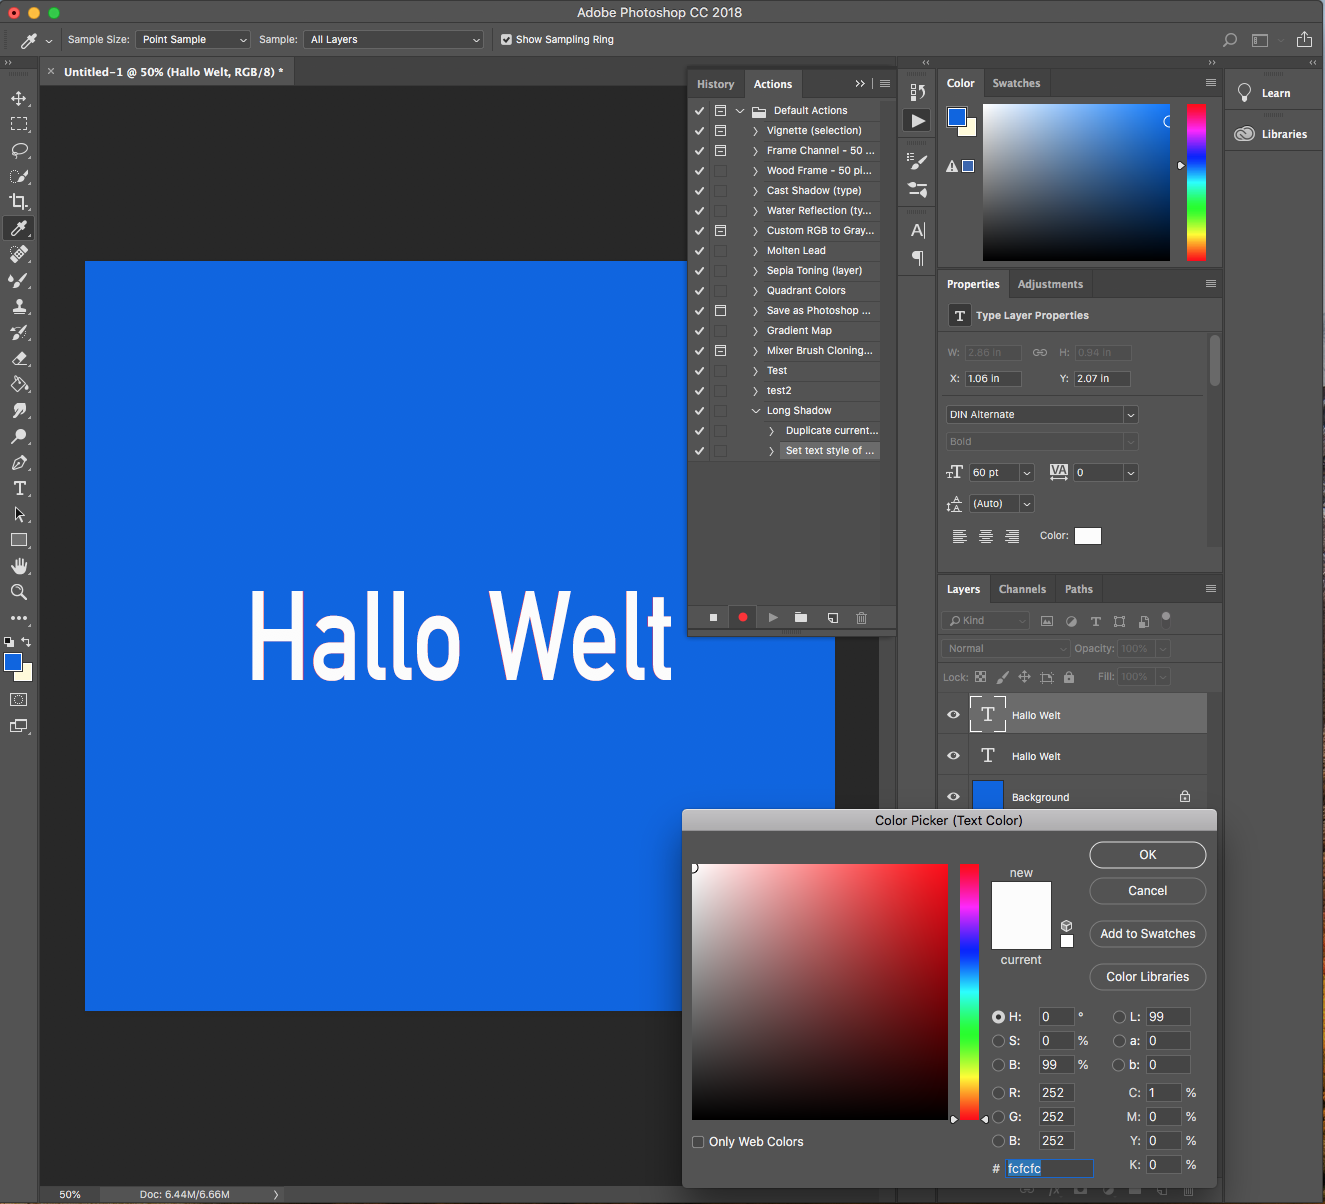 Adobe Photoshop CC 2018
Sample Size: Point Sample Sample: All Layers Show Sampling Ring
Untitled-1 @ 50% (Hallo Welt, RGB/8) *
History Actions
Default Actions
Vignette (selection)
Frame Channel - 50 ...
Wood Frame - 50 pi...
Cast Shadow (type)
Water Reflection (ty...
Custom RGB to Gray...
Molten Lead
Sepia Toning (layer)
Quadrant Colors
Save as Photoshop ...
Gradient Map
Mixer Brush Cloning...
Test
test2
Long Shadow
Duplicate current...
Set text style of ...
Hallo Welt
Color Swatches
Learn
Libraries
Properties Adjustments
Type Layer Properties
W: 2.86 in H: 0.94 in
X: 1.06 in Y: 2.07 in
DIN Alternate
Bold
60 pt VA 0
(Auto)
Color:
Layers Channels Paths
Kind
Normal Opacity: 100%
Lock: Fill: 100%
Hallo Welt
Hallo Welt
Background
Color Picker (Text Color)
new
current
OK
Cancel
Add to Swatches
Color Libraries
H: 0 ° L: 99
S: 0 % a: 0
B: 99 % b: 0
R: 252 C: 1 %
G: 252 M: 0 %
B: 252 Y: 0 %
# fcfcfc K: 0 %
Only Web Colors
50% Doc: 6.44M/6.66M